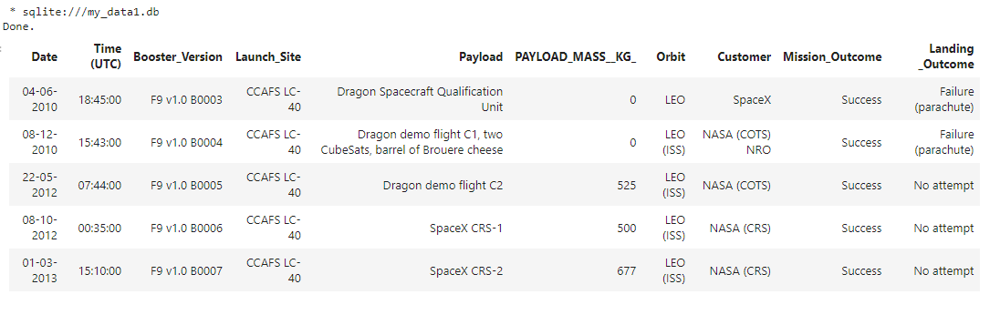 * sqlite:///my_data1.db
Done.
Date Time (UTC) Booster_Version Launch_Site Payload PAYLOAD_MASS__KG_ Orbit Customer Mission_Outcome Landing _Outcome
04-06-2010 18:45:00 F9 v1.0 B0003 CCAFS LC-40 Dragon Spacecraft Qualification Unit 0 LEO SpaceX Success Failure (parachute)
08-12-2010 15:43:00 F9 v1.0 B0004 CCAFS LC-40 Dragon demo flight C1, two CubeSats, barrel of Brouere cheese 0 LEO (ISS) NASA (COTS) NRO Success Failure (parachute)
22-05-2012 07:44:00 F9 v1.0 B0005 CCAFS LC-40 Dragon demo flight C2 525 LEO (ISS) NASA (COTS) Success No attempt
08-10-2012 00:35:00 F9 v1.0 B0006 CCAFS LC-40 SpaceX CRS-1 500 LEO (ISS) NASA (CRS) Success No attempt
01-03-2013 15:10:00 F9 v1.0 B0007 CCAFS LC-40 SpaceX CRS-2 677 LEO (ISS) NASA (CRS) Success No attempt